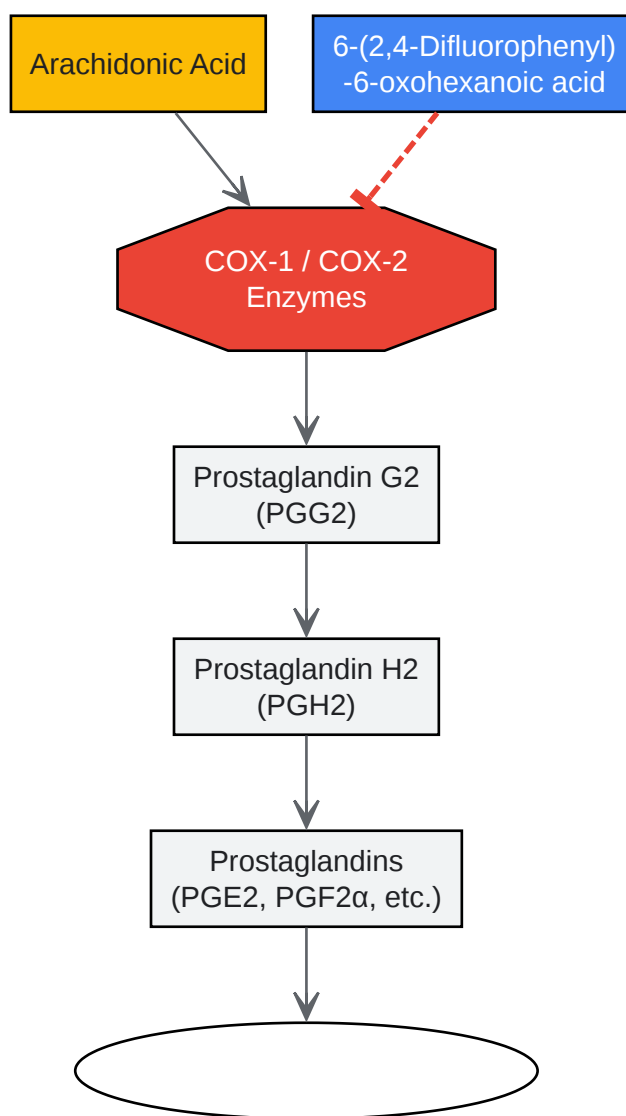 Arachidonic Acid
6-(2,4-Difluorophenyl)
-6-oxohexanoic acid
COX-1 / COX-2
Enzymes
Prostaglandin G2
(PGG2)
Prostaglandin H2
(PGH2)
Prostaglandins
(PGE2, PGF2α, etc.)